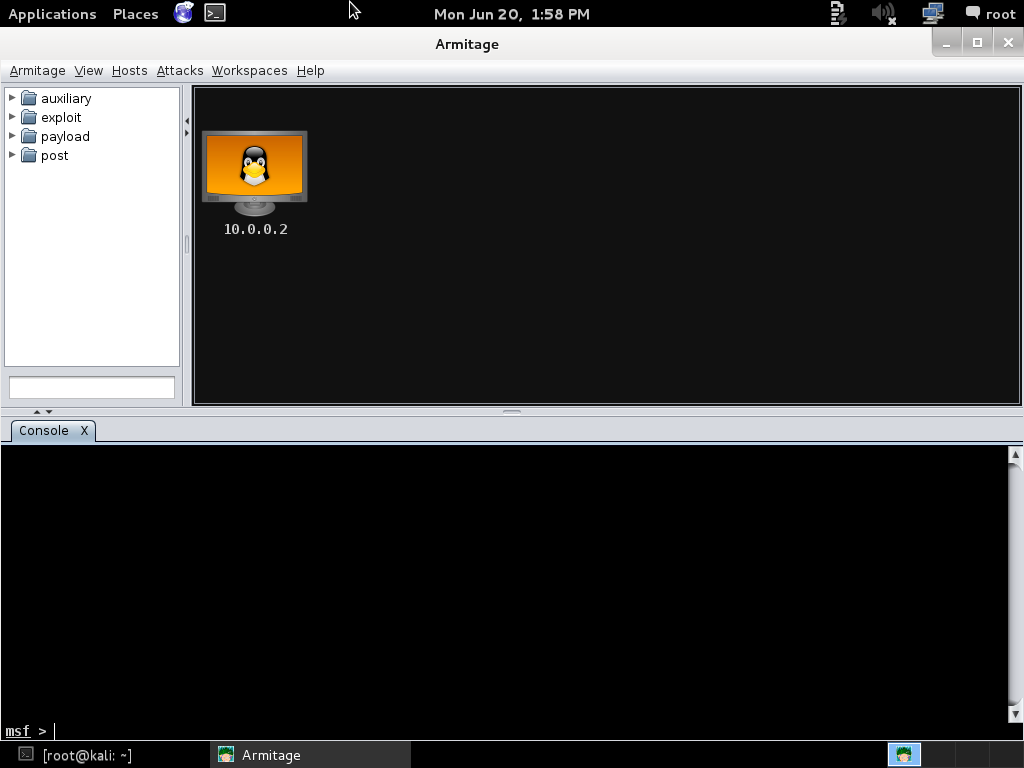 Applications Places Mon Jun 20, 1:58 PM root
Armitage
Armitage View Hosts Attacks Workspaces Help
auxiliary
exploit
payload
post
10.0.0.2
Console X
msf >
[root@kali: ~] Armitage